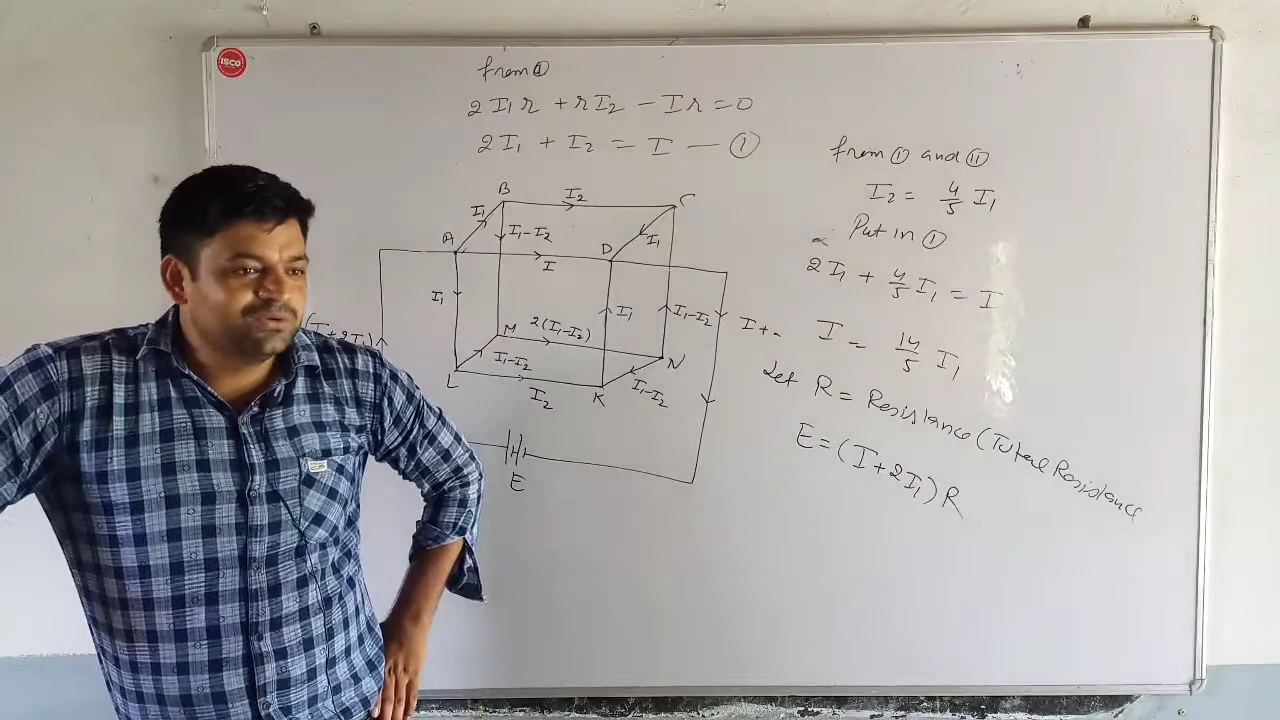 ISCO
from ①
2I₁r + rI₂ - Ir = 0
2I₁ + I₂ = I — ①
B
I₂
C
I₁
I₁-I₂
I₁
A
D
I
I₁
I₁
I₁-I₂
M
2(I₁-I₂)
N
I₁-I₂
L
I₂
K
I₁-I₂
(I+2I₁)
I+
E
from ① and ⑪
I₂ = 4/5 I₁
Put in ①
2I₁ + 4/5 I₁ = I
I = 14/5 I₁
Let R = Resistance (Total Resistance
E = (I+2I₁) R